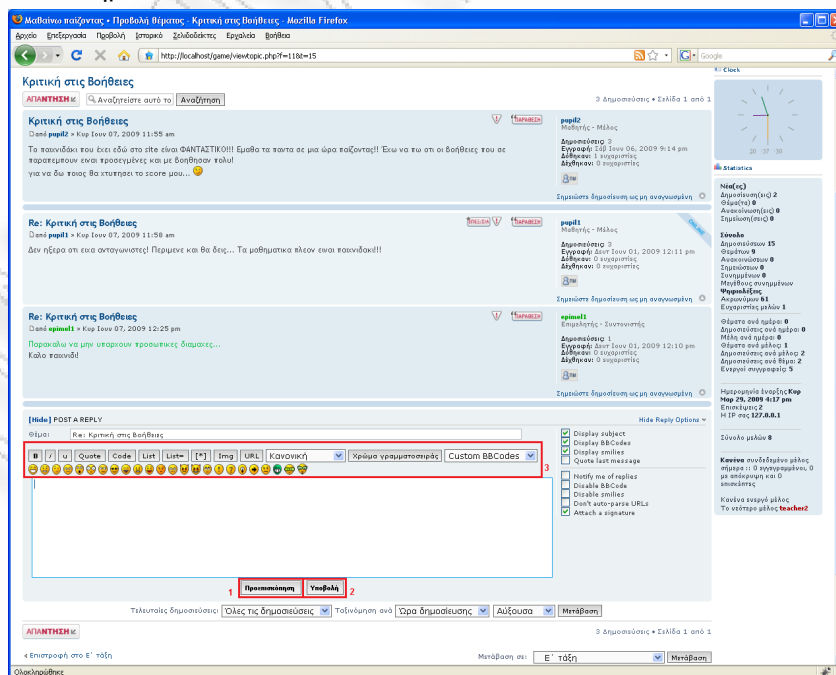 Μαθαίνω παίζοντας • Προβολή θέματος - Κριτική στις Βοήθειες - Mozilla Firefox
Αρχείο Επεξεργασία Προβολή Ιστορικό Σελιδοδείκτες Εργαλεία Βοήθεια
http://localhost/game/viewtopic.php?f=11&t=15
Google
Κριτική στις Βοήθειες
ΑΠΑΝΤΗΣΗ
Αναζητείστε αυτό το
Αναζήτηση
3 Δημοσιεύσεις • Σελίδα 1 από 1
Κριτική στις Βοήθειες
ΠΑΡΑΘΕΣΗ
από pupil2 » Κυρ Ιουν 07, 2009 11:55 am
Το παιχνιδάκι που έχει εδώ στο site είναι ΦΑΝΤΑΣΤΙΚΟ!!! Εμαθα τα παντα σε μια ώρα παίζοντας!! Έχω να πω οτι οι Βοήθειες που σε
παραπεμπουν ειναι προσεγμένες και με βοηθησαν πολυ!
για να δω ποιος θα χτυπησει το score μου...
pupil2
Μαθητής - Μέλος
Δημοσιεύσεις: 3
Εγγραφή: Σάβ Ιουν 06, 2009 9:14 pm
Δόθηκαν: 1 ευχαριστίες
Δέχθηκαν: 0 ευχαριστίες
Σημειώστε δημοσίευση ως μη αναγνωσμένη
Re: Κριτική στις Βοήθειες
ΠΑΡΑΘΕΣΗ
από pupil1 » Κυρ Ιουν 07, 2009 11:58 am
Δεν ηξερα οτι ειχα ανταγωνιστες! Περιμενε και θα δεις... Τα μαθηματικα πλεον ειναι παιχνιδακι!!!
pupil1
Μαθητής - Μέλος
ONLINE
Δημοσιεύσεις: 3
Εγγραφή: Δευτ Ιουν 01, 2009 12:11 pm
Δόθηκαν: 0 ευχαριστίες
Δέχθηκαν: 0 ευχαριστίες
Σημειώστε δημοσίευση ως μη αναγνωσμένη
Re: Κριτική στις Βοήθειες
ΠΑΡΑΘΕΣΗ
από epimel1 » Κυρ Ιουν 07, 2009 12:25 pm
Παρακαλω να μην υπαρχουν προσωπικες διαμαχες...
Καλο παιχνιδι!
epimel1
Επιμελητής - Συντονιστής
Δημοσιεύσεις: 1
Εγγραφή: Δευτ Ιουν 01, 2009 12:10 pm
Δόθηκαν: 0 ευχαριστίες
Δέχθηκαν: 0 ευχαριστίες
Σημειώστε δημοσίευση ως μη αναγνωσμένη
[Hide] POST A REPLY
Hide Reply Options
Θέμα: Re: Κριτική στις Βοήθειες
B i u Quote Code List List= [*] Img URL Κανονική Χρώμα γραμματοσειράς Custom BBCodes
3
Display subject
Display BBCodes
Display smilies
Quote last message
Notify me of replies
Disable BBCode
Disable smilies
Don't auto-parse URLs
Attach a signature
1 Προεπισκόπηση Υποβολή 2
Τελευταίες δημοσιεύσεις: Όλες τις δημοσιεύσεις Ταξινόμηση ανά Ώρα δημοσίευσης Αύξουσα Μετάβαση
ΑΠΑΝΤΗΣΗ
3 Δημοσιεύσεις • Σελίδα 1 από 1
Επιστροφή στο Ε' τάξη
Μετάβαση σε: Ε' τάξη Μετάβαση
Clock
Statistics
Νέα(ες)
Δημοσίευση(εις) 2
Θέμα(τα) 0
Ανακοίνωση(εις) 0
Σημείωση(σεις) 0
Σύνολο
Δημοσιεύσεων 15
Θεμάτων 9
Ανακοινώσεων 0
Σημειώσεων 0
Συνημμένων
Μεγέθους συνημμένων
Ψηφιολέξεις
Ακρωνύμων 61
Ευχαριστίες μελών 1
Θέματα ανά ημέρα: 0
Δημοσιεύσεις ανά ημέρα: 0
Μέλη ανά ημέρα: 0
Θέματα ανά μέλος: 1
Δημοσιεύσεις ανά μέλος: 2
Δημοσιεύσεις ανά θέμα: 2
Ενεργοί συγγραφείς: 5
Ημερομηνία έναρξης Κυρ
Μαρ 29, 2009 4:17 pm
Επισκέψεις 2
Η IP σας 127.0.0.1
Σύνολο μελών 8
Κανένα συνδεδεμένο μέλος
σήμερα :: 0 εγγεγραμμένοι, 0
με απόκρυψη και 0
επισκέπτες
Κανένα ενεργό μέλος
Το νεότερο μέλος teacher2
Ολοκληρώθηκε